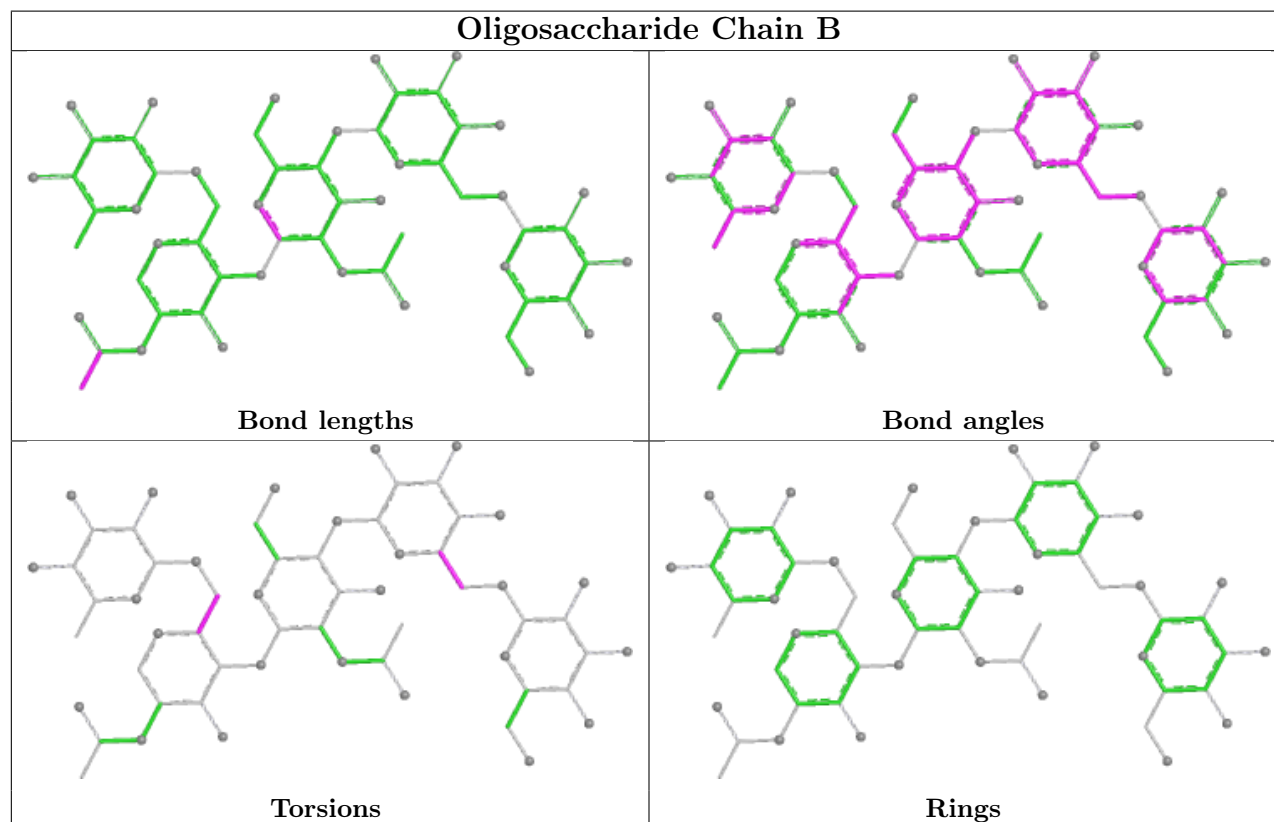 Oligosaccharide Chain B
Bond lengths
Bond angles
Torsions
Rings